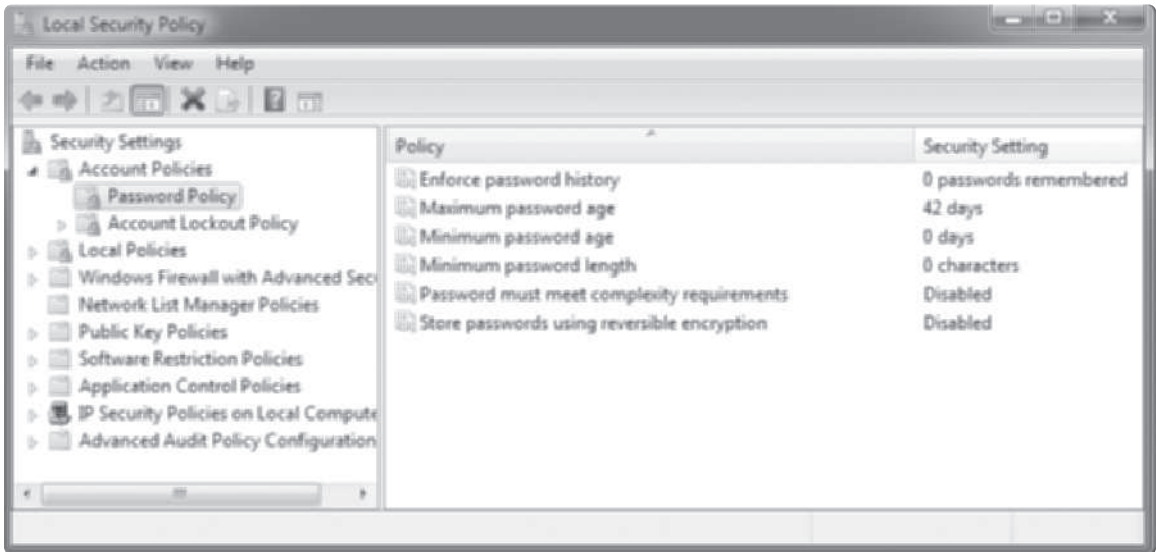 Local Security Policy
File Action View Help
Security Settings
Account Policies
Password Policy
Account Lockout Policy
Local Policies
Windows Firewall with Advanced Secu
Network List Manager Policies
Public Key Policies
Software Restriction Policies
Application Control Policies
IP Security Policies on Local Compute
Advanced Audit Policy Configuration
Policy Security Setting
Enforce password history 0 passwords remembered
Maximum password age 42 days
Minimum password age 0 days
Minimum password length 0 characters
Password must meet complexity requirements Disabled
Store passwords using reversible encryption Disabled